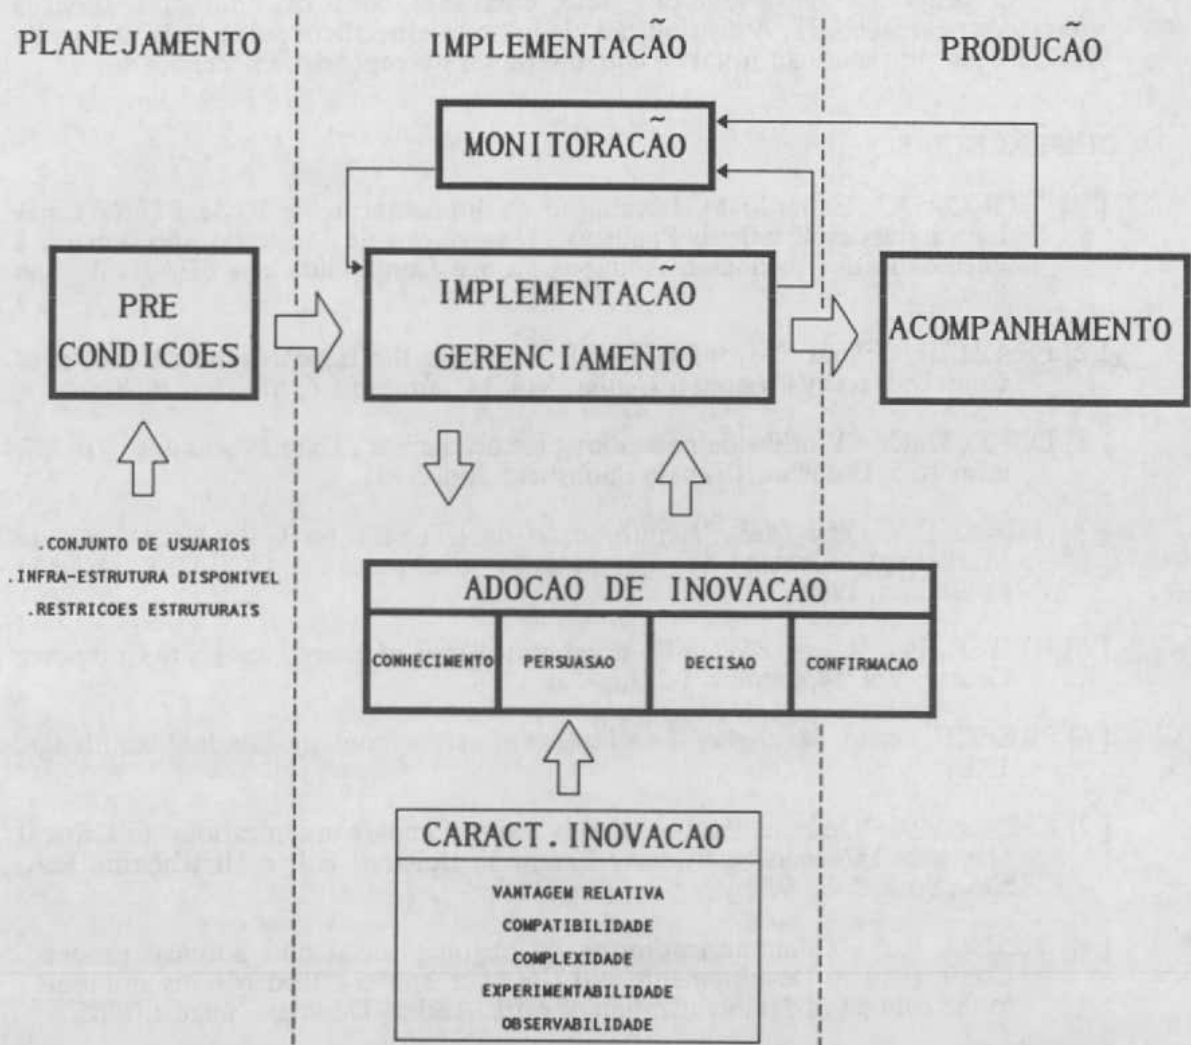 PLANEJAMENTO
IMPLEMENTACÃO
PRODUCÃO
MONITORACÃO
PRE
CONDICOES
IMPLEMENTACÃO
GERENCIAMENTO
ACOMPANHAMENTO
.CONJUNTO DE USUARIOS
.INFRA-ESTRUTURA DISPONIVEL
.RESTRICOES ESTRUTURAIS
ADOCAO DE INOVACAO
CONHECIMENTO
PERSUASAO
DECISAO
CONFIRMACAO
CARACT.INOVACAO
VANTAGEM RELATIVA
COMPATIBILIDADE
COMPLEXIDADE
EXPERIMENTABILIDADE
OBSERVABILIDADE